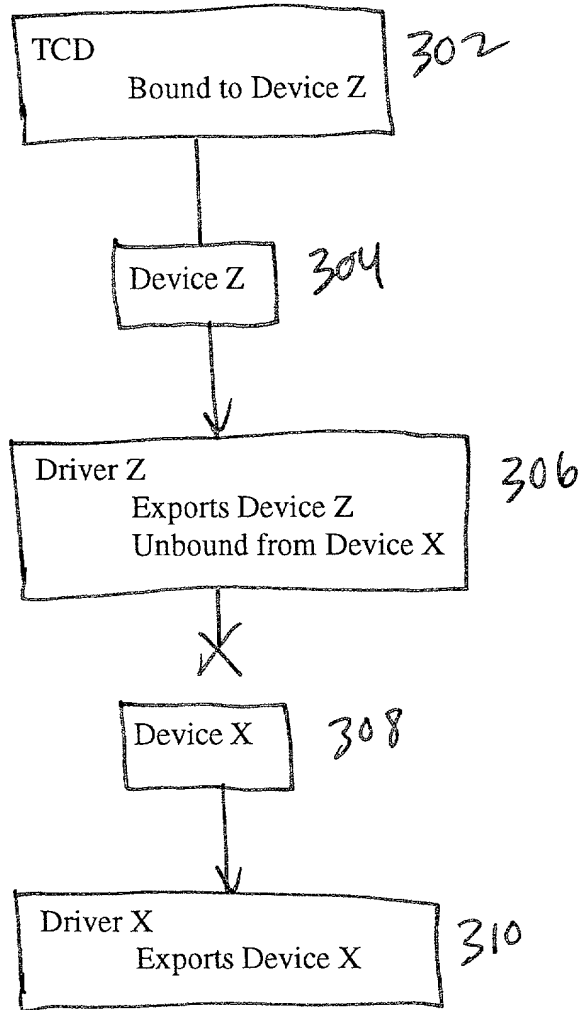 TCD
Bound to Device Z
302
Device Z
304
Driver Z
Exports Device Z
Unbound from Device X
306
Device X
308
Driver X
Exports Device X
310